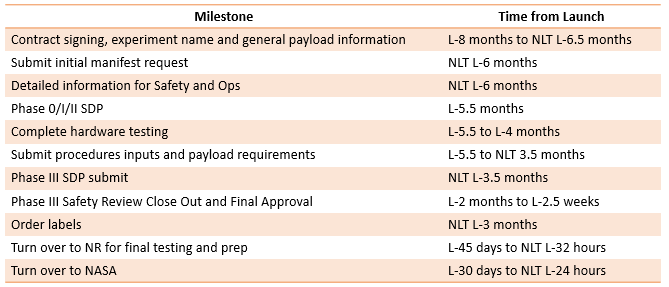 Milestone Time from Launch
Contract signing, experiment name and general payload information L-8 months to NLT L-6.5 months
Submit initial manifest request NLT L-6 months
Detailed information for Safety and Ops NLT L-6 months
Phase 0/I/II SDP L-5.5 months
Complete hardware testing L-5.5 to L-4 months
Submit procedures inputs and payload requirements L-5.5 to NLT 3.5 months
Phase III SDP submit NLT L-3.5 months
Phase III Safety Review Close Out and Final Approval L-2 months to L-2.5 weeks
Order labels NLT L-3 months
Turn over to NR for final testing and prep L-45 days to NLT L-32 hours
Turn over to NASA L-30 days to NLT L-24 hours